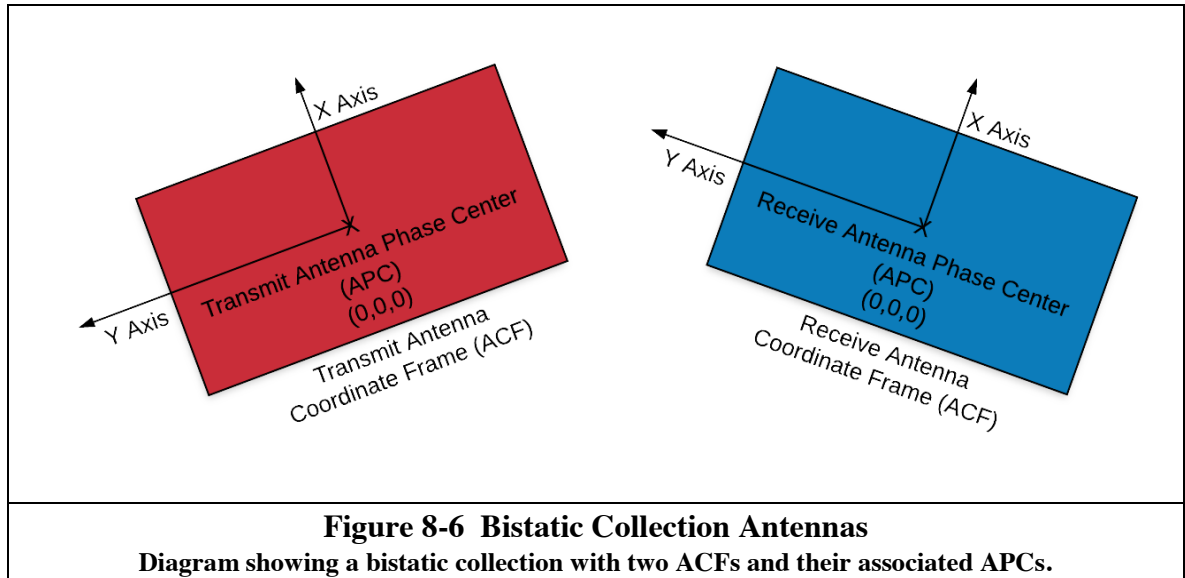 X Axis
Y Axis
Transmit Antenna Phase Center
(APC)
(0,0,0)
Transmit Antenna
Coordinate Frame (ACF)
X Axis
Y Axis
Receive Antenna Phase Center
(APC)
(0,0,0)
Receive Antenna
Coordinate Frame (ACF)
Figure 8-6 Bistatic Collection Antennas
Diagram showing a bistatic collection with two ACFs and their associated APCs.